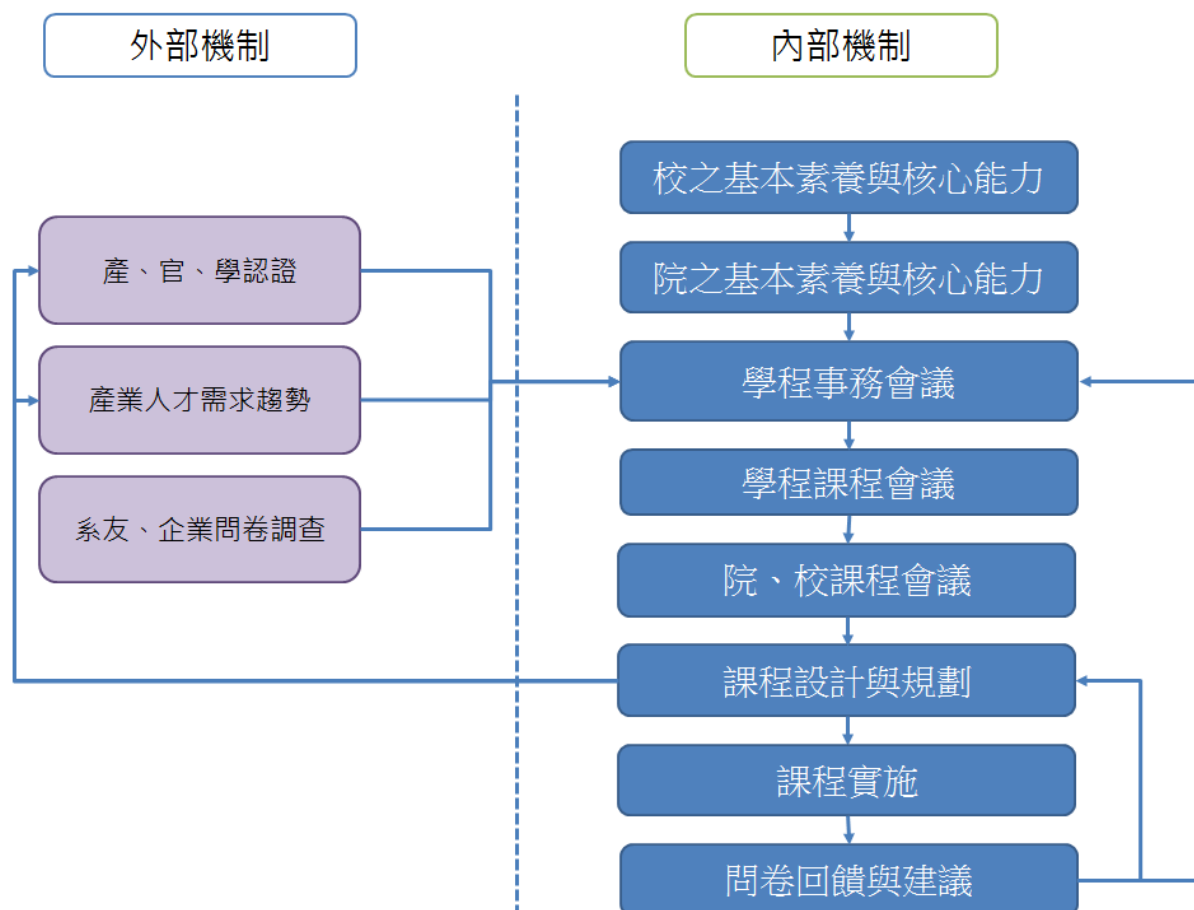 外部機制
內部機制
校之基本素養與核心能力
院之基本素養與核心能力
產、官、學認證
產業人才需求趨勢
系友、企業問卷調查
學程事務會議
學程課程會議
院、校課程會議
課程設計與規劃
課程實施
問卷回饋與建議